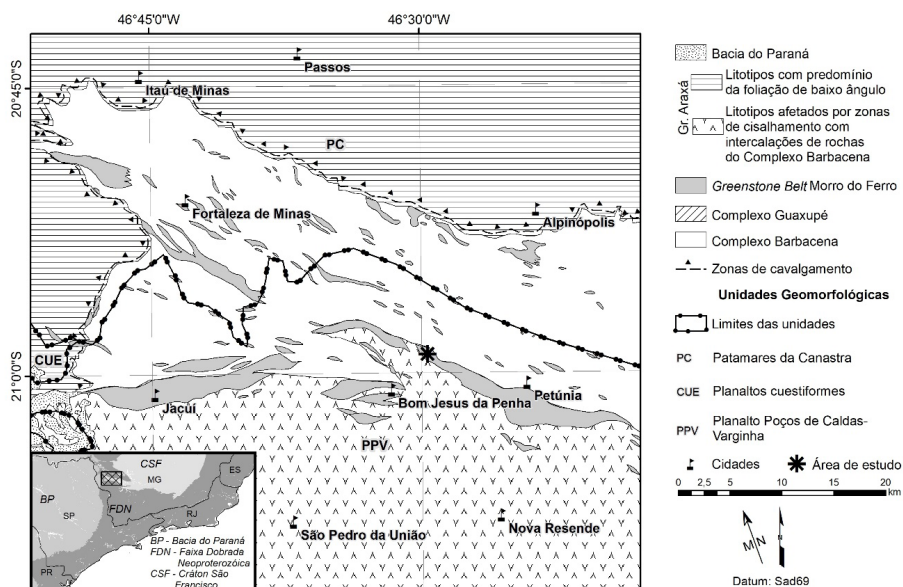 46°45'0"W
46°30'0"W
20°45'0"S
21°0'0"S
Passos
Itaú de Minas
PC
Fortaleza de Minas
Alpinópolis
CUE
Jacuí
Bom Jesus da Penha
Petúnia
PPV
São Pedro da União
Nova Resende
CSF
MG
ES
BP
SP
FDN
RJ
PR
BP - Bacia do Paraná
FDN - Faixa Dobrada
Neoproterozóica
CSF - Cráton São
Francisco
Bacia do Paraná
Gr. Araxá
Litotipos com predomínio
da foliação de baixo ângulo
Litotipos afetados por zonas
de cisalhamento com
intercalações de rochas
do Complexo Barbacena
Greenstone Belt Morro do Ferro
Complexo Guaxupé
Complexo Barbacena
Zonas de cavalgamento
Unidades Geomorfológicas
Limites das unidades
PC Patamares da Canastra
CUE Planaltos cuestiformes
PPV Planalto Poços de Caldas-
Varginha
Cidades Área de estudo
0 2,5 5 10 15 20
km
MN
N
Datum: Sad69